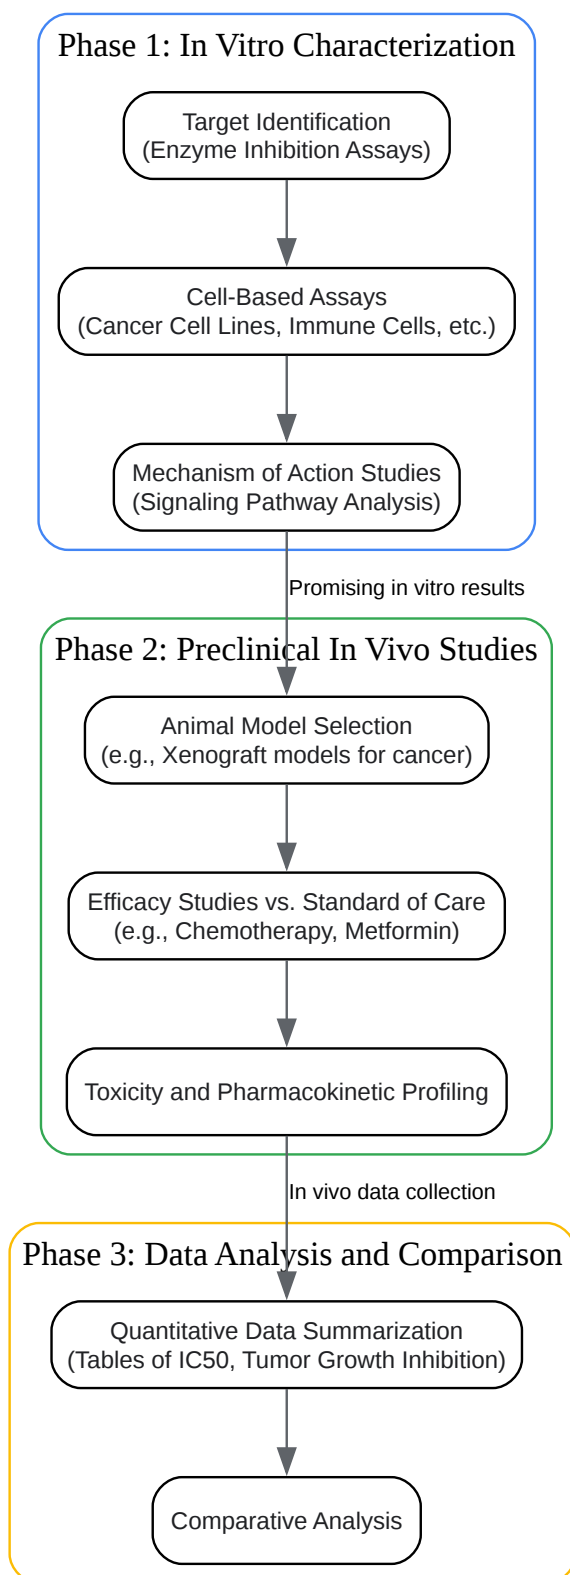 Phase 1: In Vitro Characterization
Target Identification
(Enzyme Inhibition Assays)
Cell-Based Assays
(Cancer Cell Lines, Immune Cells, etc.)
Mechanism of Action Studies
(Signaling Pathway Analysis)
Promising in vitro results
Phase 2: Preclinical In Vivo Studies
Animal Model Selection
(e.g., Xenograft models for cancer)
Efficacy Studies vs. Standard of Care
(e.g., Chemotherapy, Metformin)
Toxicity and Pharmacokinetic Profiling
In vivo data collection
Phase 3: Data Analysis and Comparison
Quantitative Data Summarization
(Tables of IC50, Tumor Growth Inhibition)
Comparative Analysis